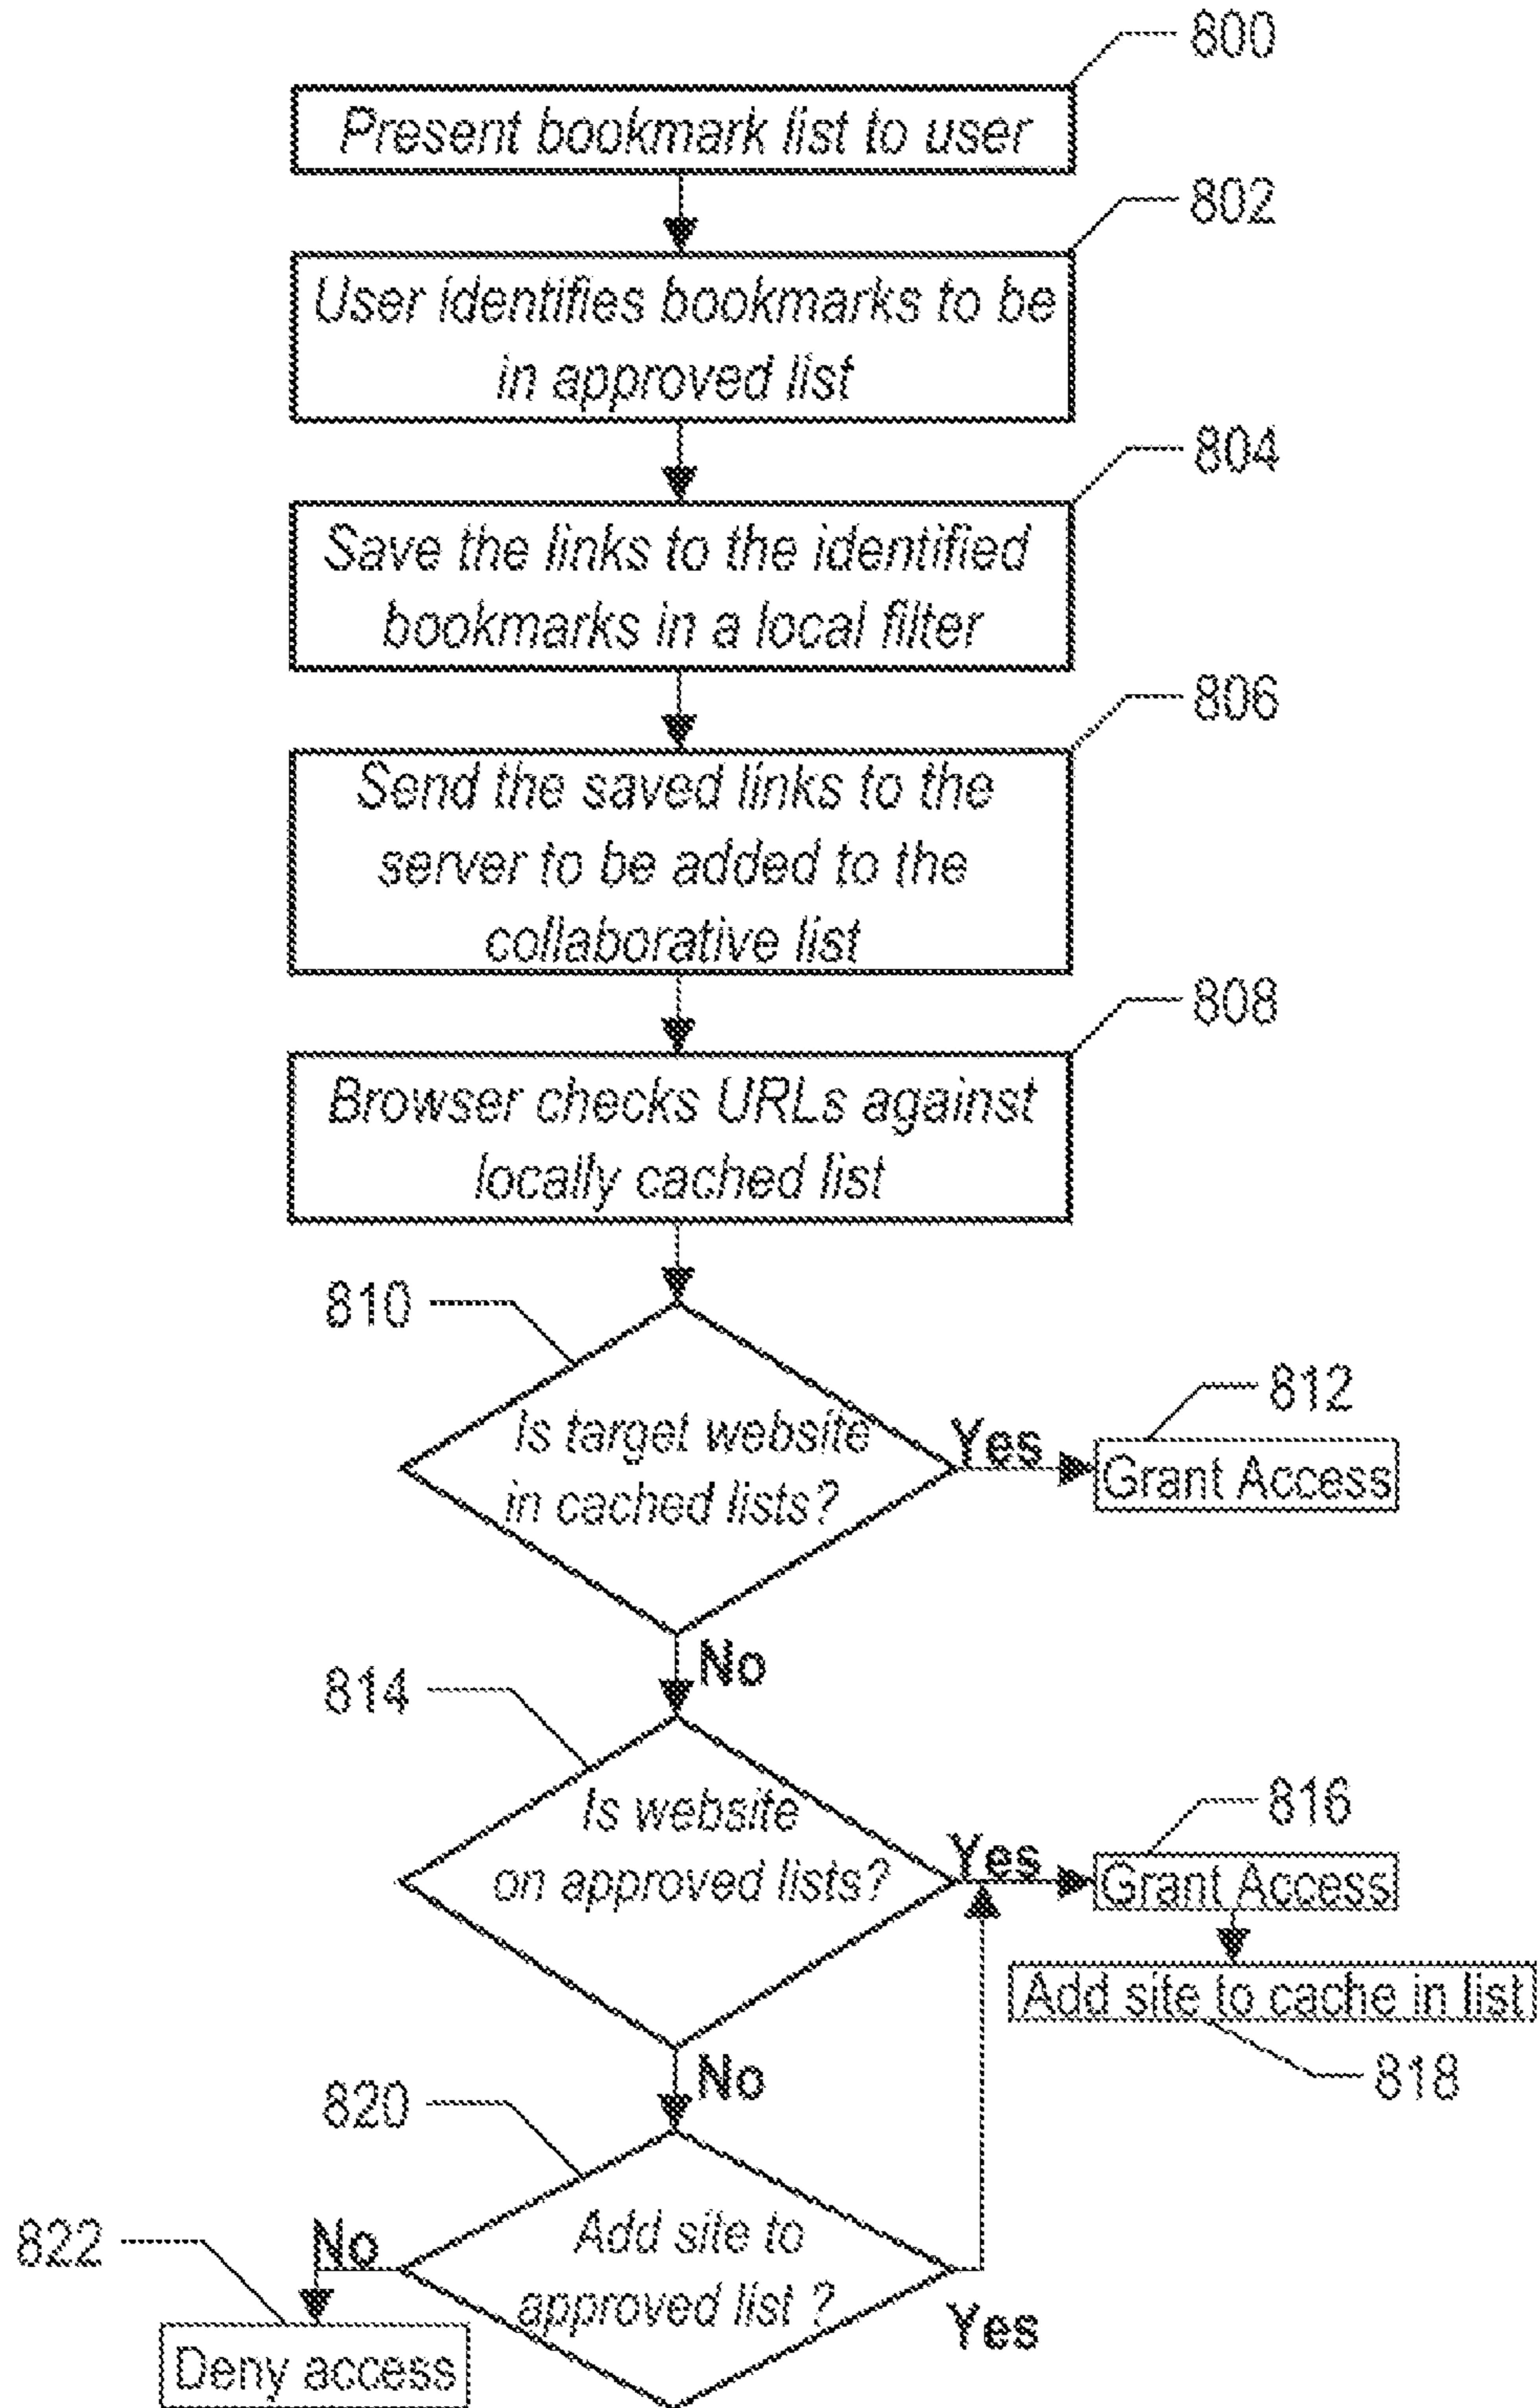 800
Present bookmark list to user
802
User identifies bookmarks to be
in approved list
804
Save the links to the identified
bookmarks in a local filter
806
Send the saved links to the
server to be added to the
collaborative list
808
Browser checks URLs against
locally cached list
810
Is target website
in cached lists?
Yes
812
Grant Access
No
814
Is website
on approved lists?
Yes
816
Grant Access
Add site to cache in list
818
No
820
Add site to
approved list ?
Yes
No
822
Deny access